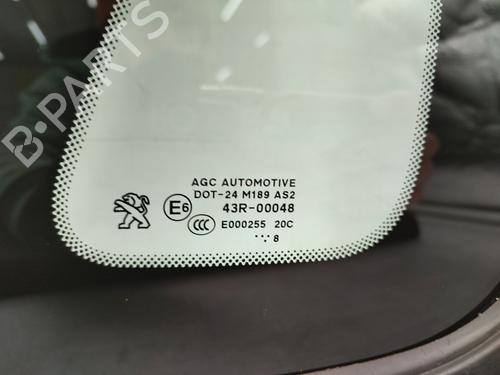 B-PARTS
AGC AUTOMOTIVE
DOT-24 M189 AS2
E6 43R-00048
CCC E000255 20C
8